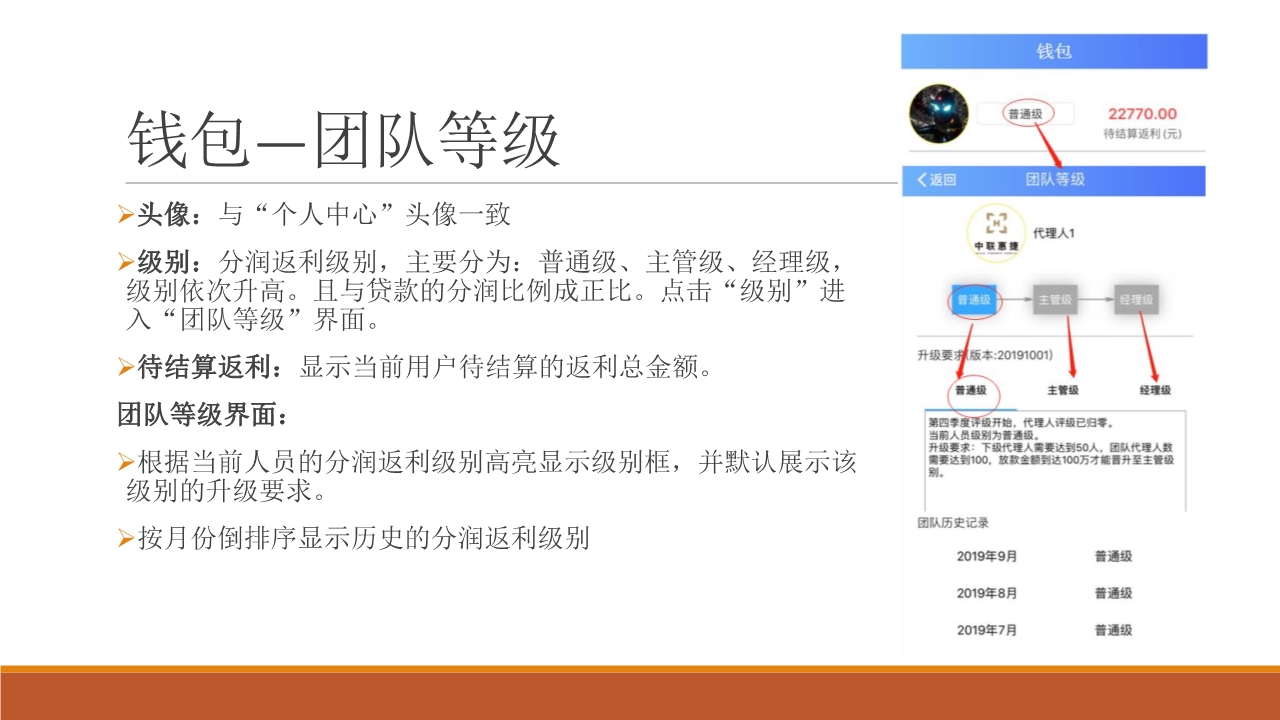 钱包—团队等级
➢头像：与“个人中心”头像一致
➢级别：分润返利级别，主要分为：普通级、主管级、经理级，
级别依次升高。且与贷款的分润比例成正比。点击“级别”进
入“团队等级”界面。
➢待结算返利：显示当前用户待结算的返利总金额。
团队等级界面：
➢根据当前人员的分润返利级别高亮显示级别框，并默认展示该
级别的升级要求。
➢按月份倒排序显示历史的分润返利级别
钱包
普通级
22770.00
待结算返利(元)
返回
团队等级
中联惠捷
代理人1
普通级
主管级
经理级
升级要求(版本:20191001)
普通级
主管级
经理级
第四季度评级开始，代理人评级已归零。
当前人员级别为普通级。
升级要求：下级代理人需要达到50人，团队代理人数
需要达到100，放款金额到达100万才能晋升至主管级
别。
团队历史记录
2019年9月 普通级
2019年8月 普通级
2019年7月 普通级